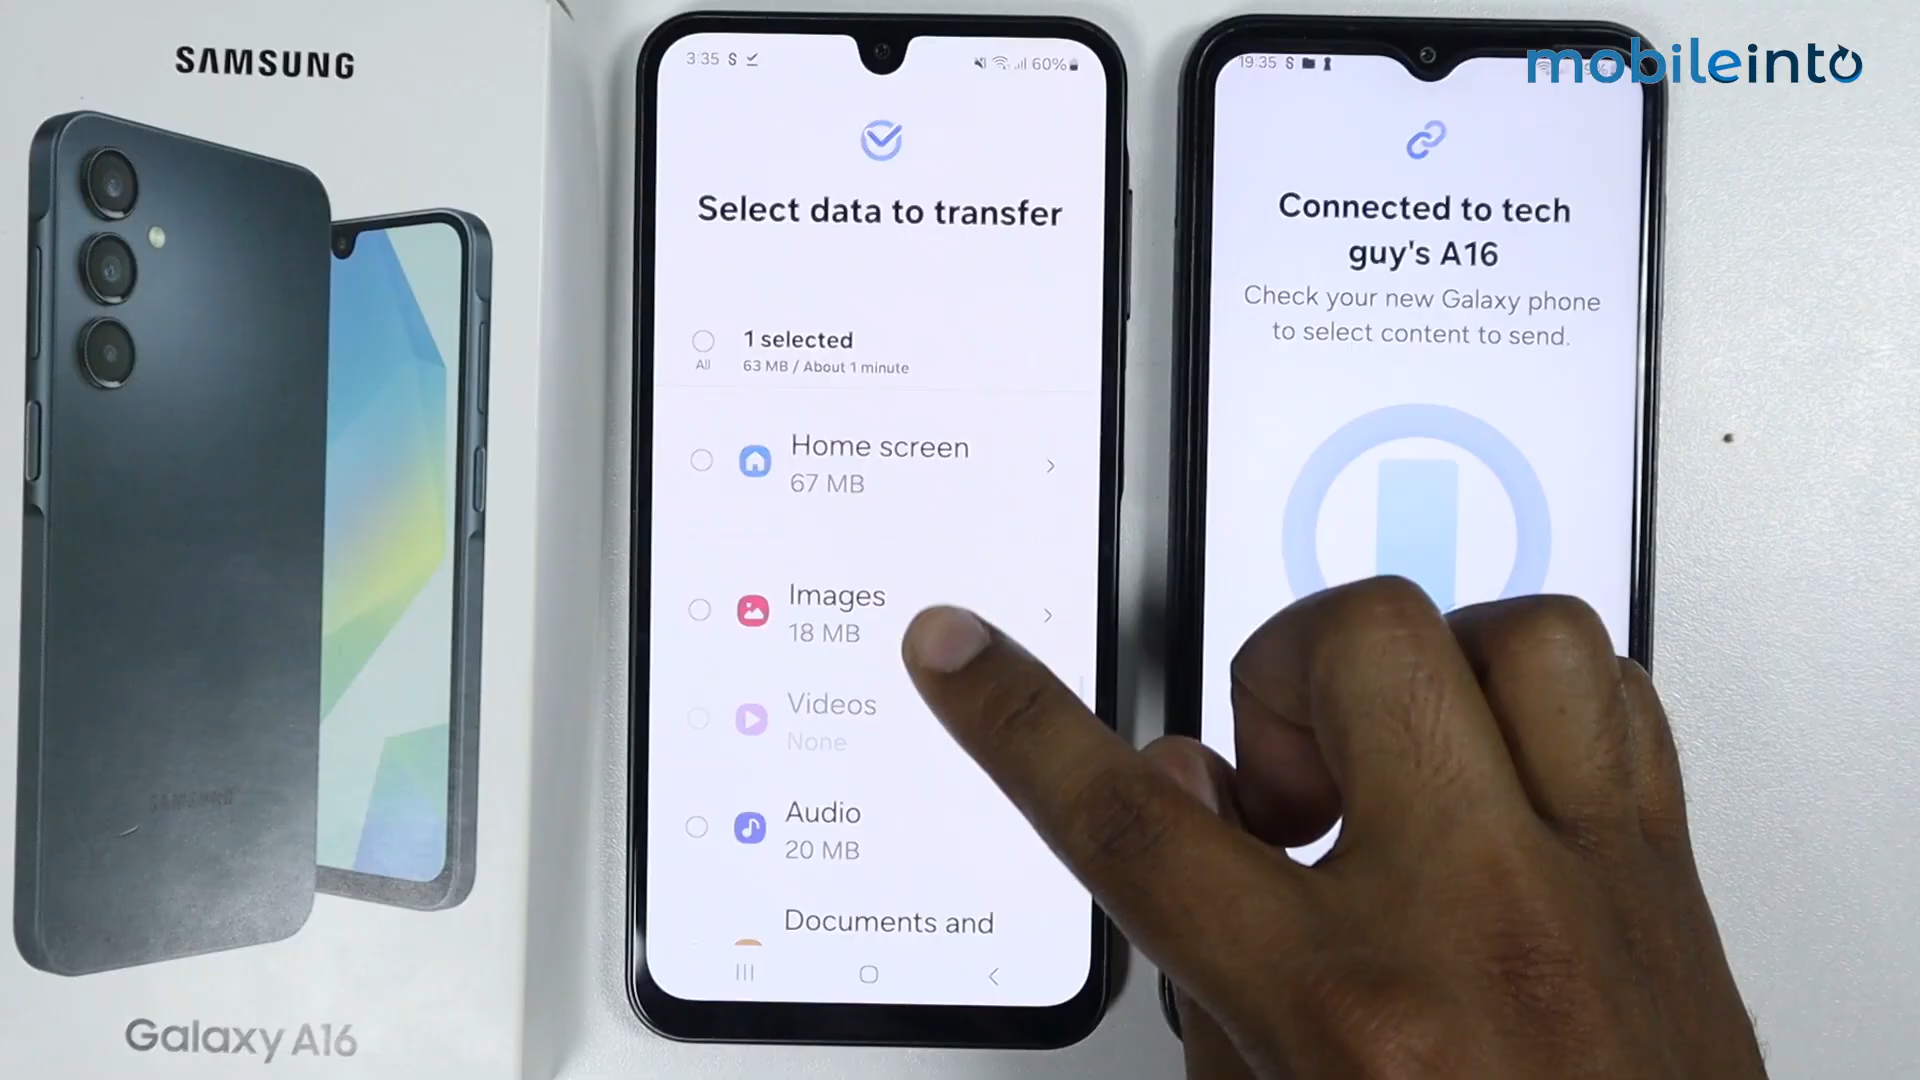 SAMSUNG
SAMSUNG
Galaxy A16
3:35 S
60%
Select data to transfer
1 selected
All
63 MB / About 1 minute
Home screen
67 MB
Images
18 MB
Videos
None
Audio
20 MB
Documents and
19:35 S
mobileinto
Connected to tech
guy's A16
Check your new Galaxy phone
to select content to send.